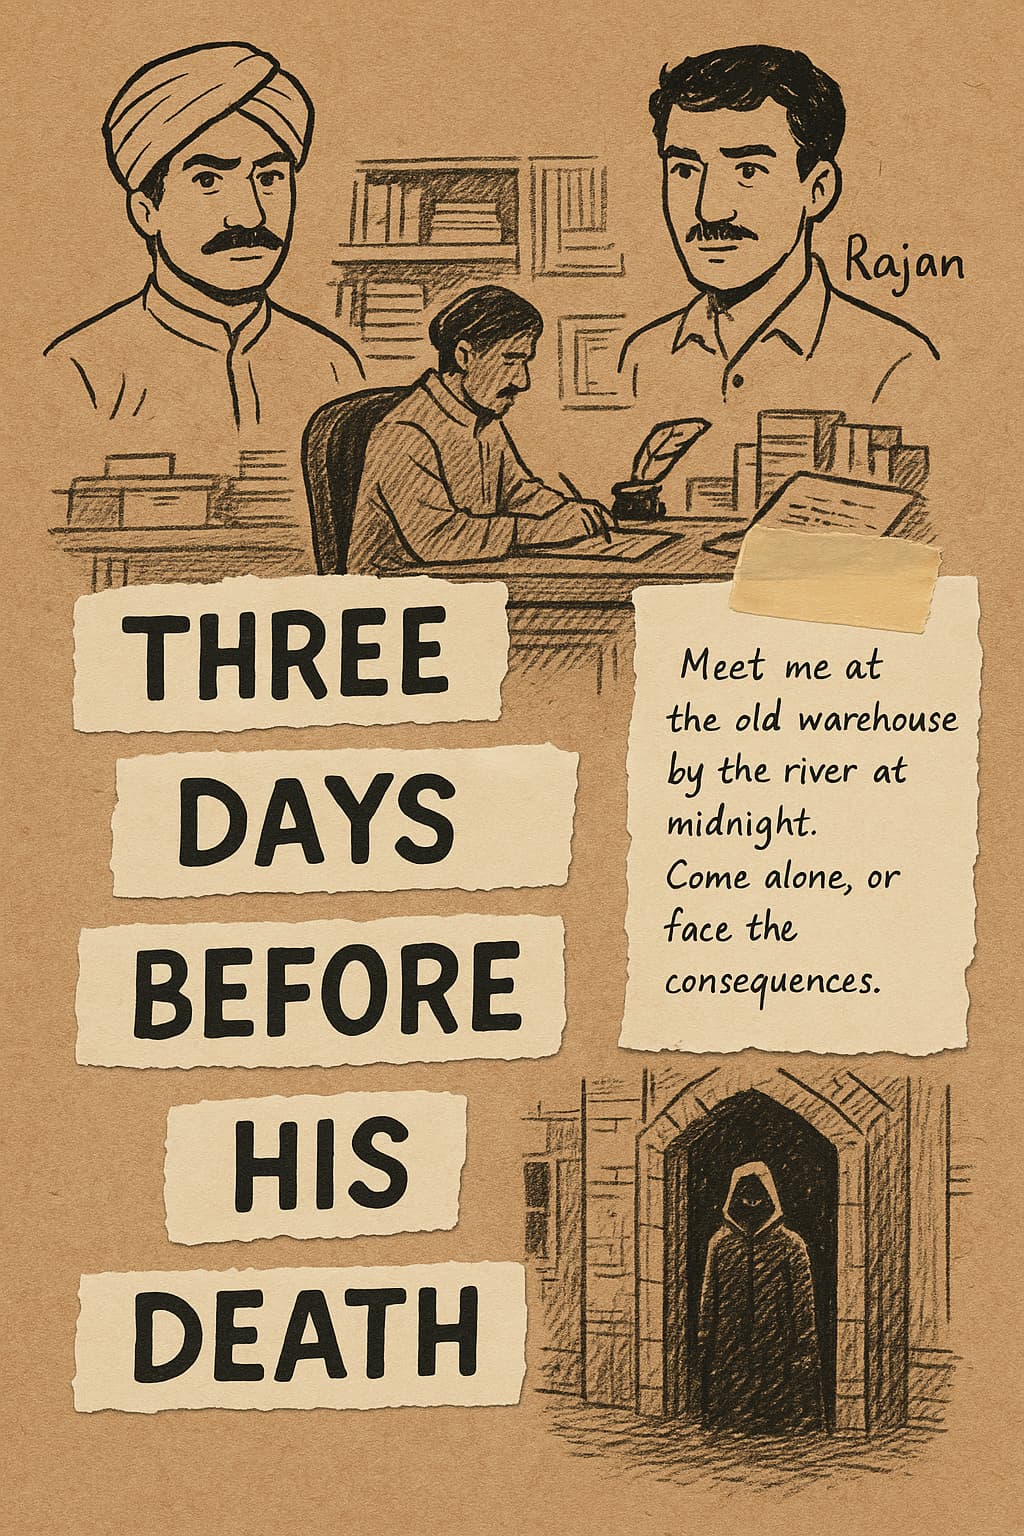 Rajan
THREE
DAYS
BEFORE
HIS
DEATH
Meet me at
the old warehouse
by the river at
midnight.
Come alone, or
face the
consequences.